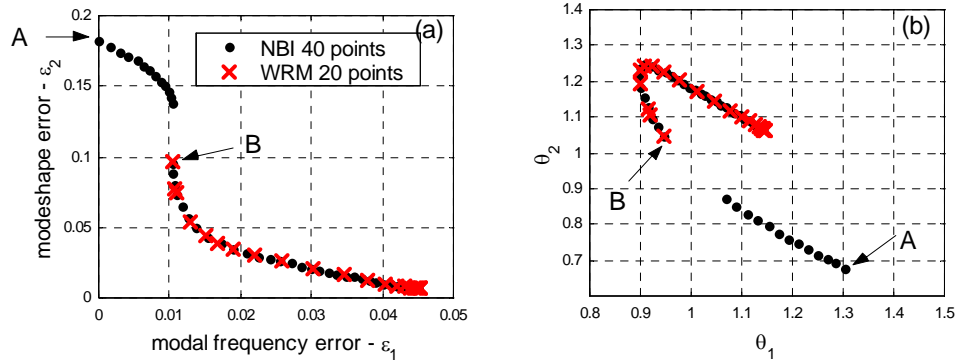 (a)
0.2
0.15
0.1
0.05
0
A
B
NBI 40 points
WRM 20 points
modeshape error - ε2
0 0.01 0.02 0.03 0.04 0.05
modal frequency error - ε1
(b)
1.4
1.3
1.2
1.1
1
0.9
0.8
0.7
B
A
θ2
0.8 0.9 1 1.1 1.2 1.3 1.4 1.5
θ1